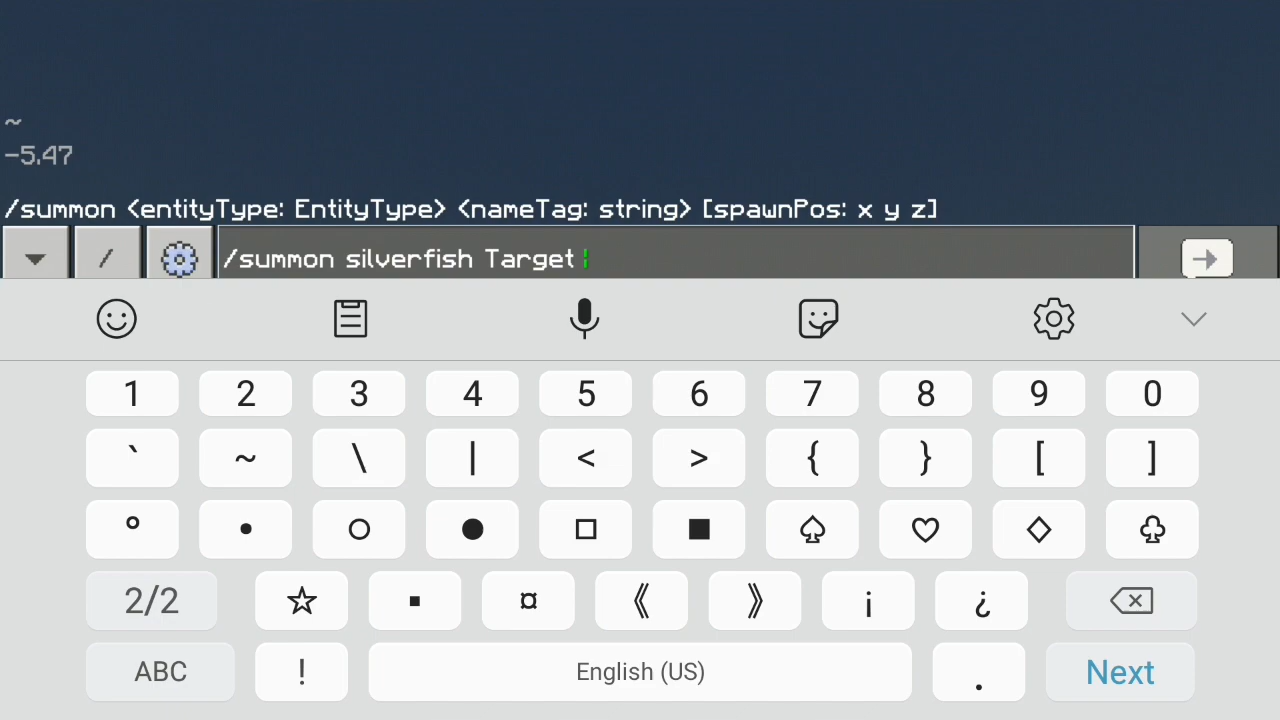 ~
-5.47
/summon <entityType: EntityType> <nameTag: string> [spawnPos: x y z]
/ /summon silverfish Target
1 2 3 4 5 6 7 8 9 0
` ~ \ | < > { } [ ]
° • ○ ● □ ■ ♤ ♡ ◇ ♧
2/2 ☆ ▪ ¤ 《 》 ¡ ¿
ABC ! English (US) . Next